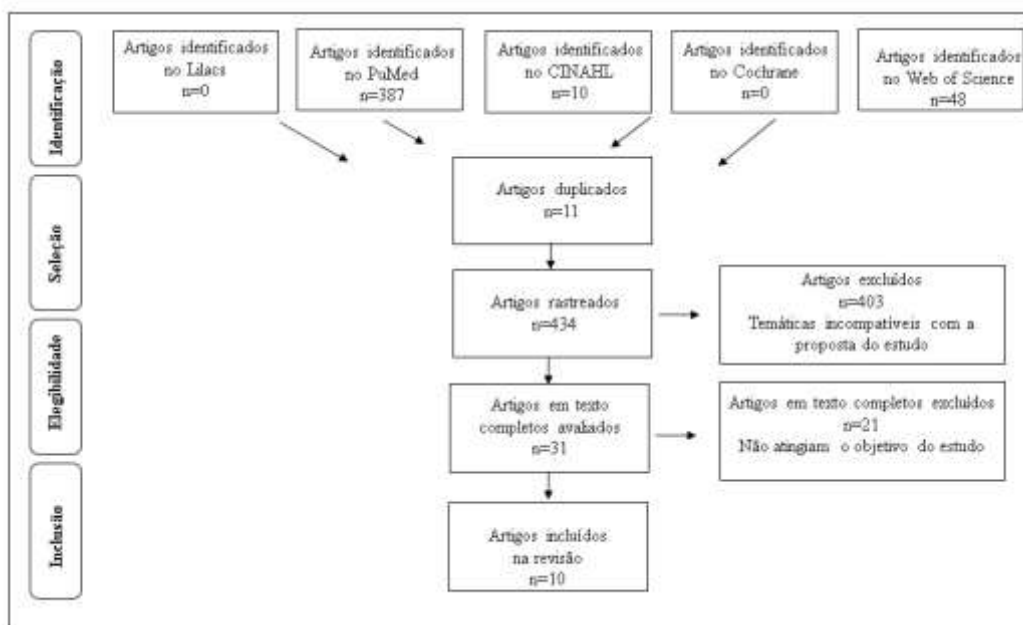 Identificação
Artigos identificados
no Lilacs
n=0
Artigos identificados
no PuMed
n=387
Artigos identificados
no CINAHL
n=10
Artigos identificados
no Cochrane
n=0
Artigos identificados
no Web of Science
n=48
Seleção
Artigos duplicados
n=11
Artigos rastreados
n=434
Artigos excluídos
n=403
Temáticas incompatíveis com a
proposta do estudo
Elegibilidade
Artigos em texto
completos avaliados
n=31
Artigos em texto completos excluídos
n=21
Não atingiam o objetivo do estudo
Inclusão
Artigos incluídos
na revisão
n=10